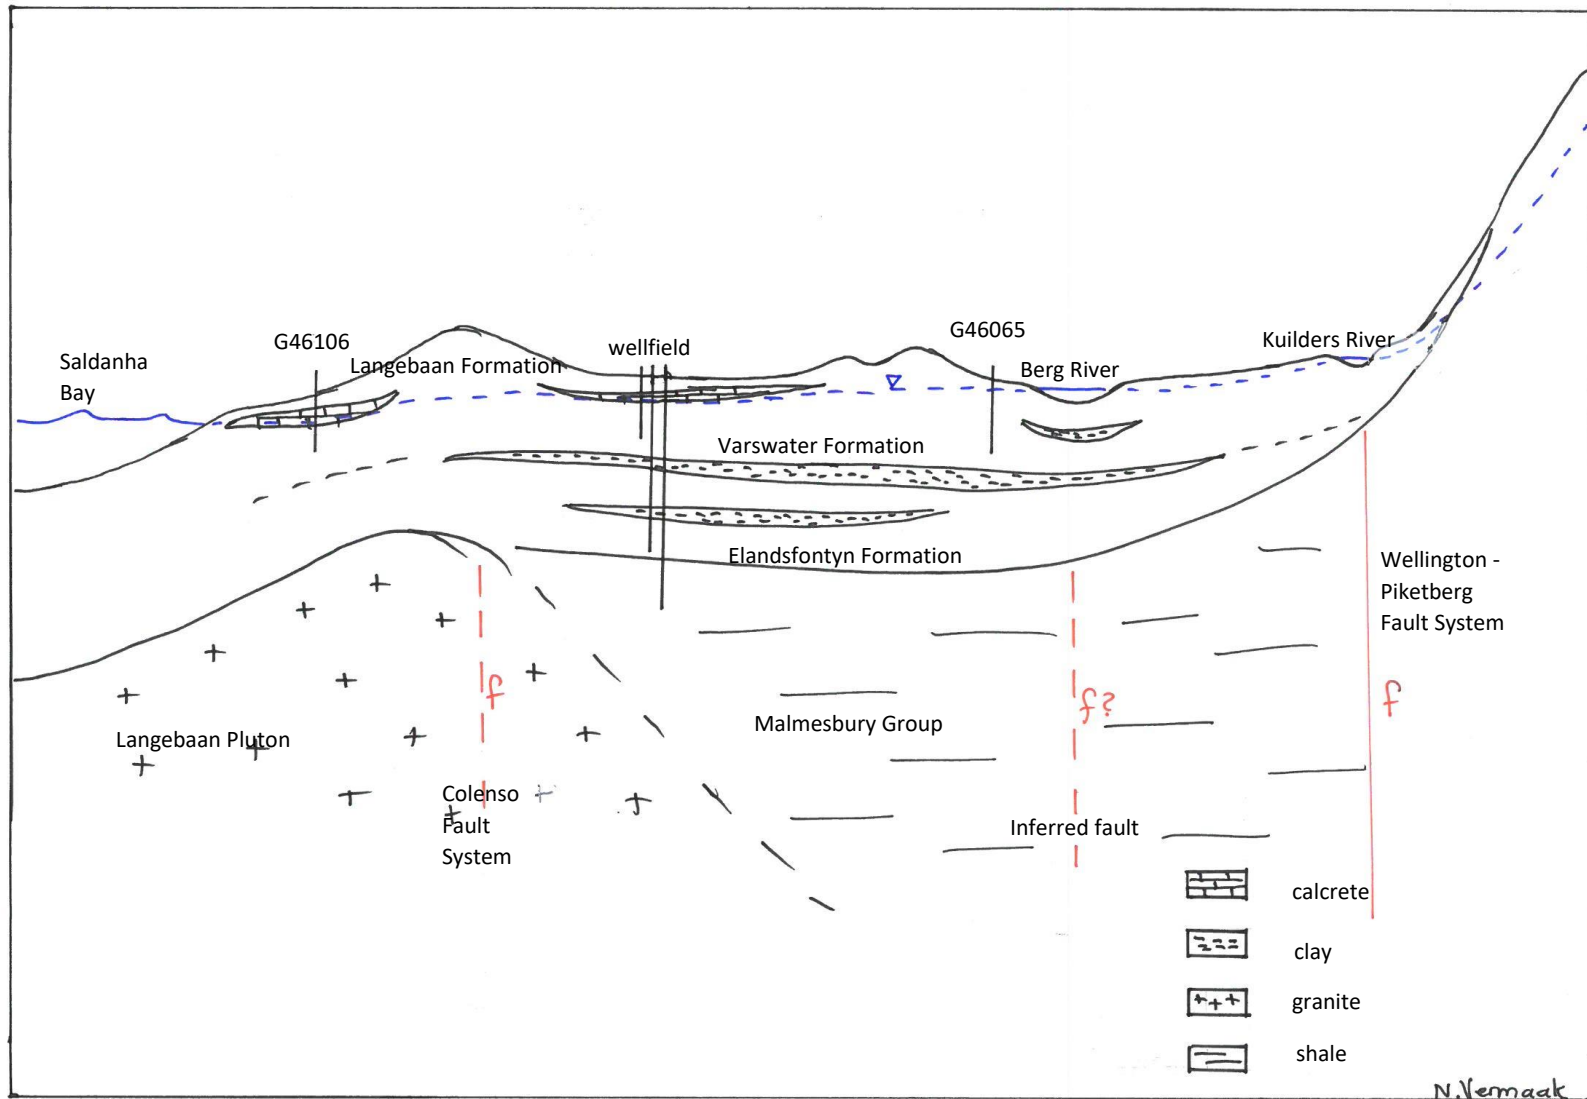 Saldanha
Bay
G46106
Langebaan Formation
wellfield
G46065
Berg River
Kuilders River
Varswater Formation
Elandsfontyn Formation
Wellington -
Piketberg
Fault System
f
f?
f
Langebaan Pluton
Malmesbury Group
Colenso
Fault
System
Inferred fault
calcrete
clay
granite
shale
N.Vermaak